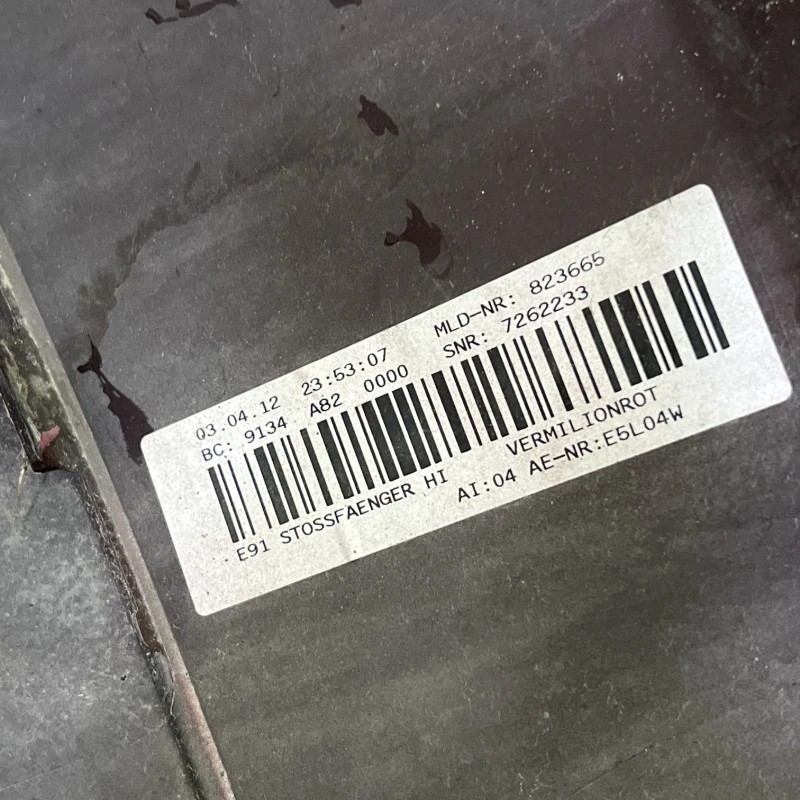 03.04.12 23:53:07 MLD-NR: 823665
BC: 9134 A82 0000 SNR: 7262233
E91 STOSSFAENGER HI VERMILIONROT
AI:04 AE-NR:E5L04W